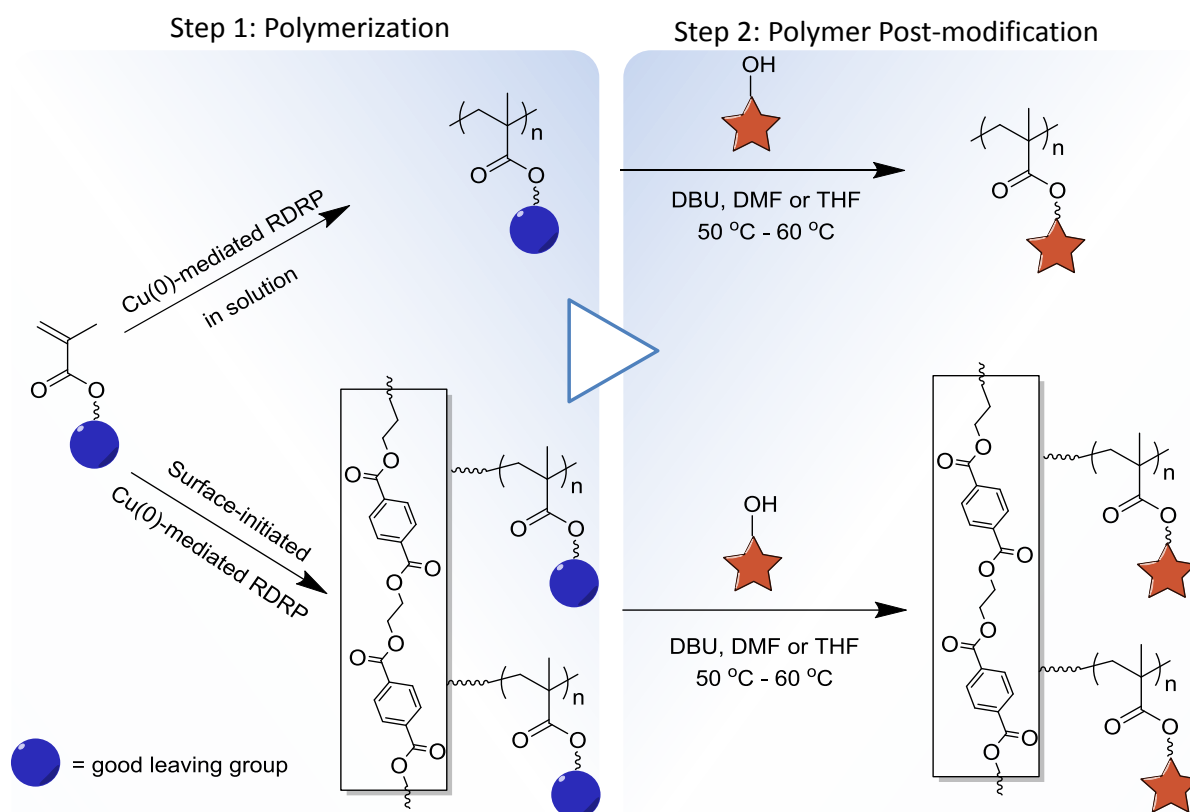 Step 1: Polymerization
Step 2: Polymer Post-modification
n
O
O
Cu(0)-mediated RDRP
in solution
OH
DBU, DMF or THF
50 °C - 60 °C
n
O
O
O
O
Surface-initiated
Cu(0)-mediated RDRP
O
O
O
O
O
O
O
O
n
O
O
n
O
O
OH
DBU, DMF or THF
50 °C - 60 °C
O
O
O
O
O
O
O
O
n
O
O
n
O
O
= good leaving group